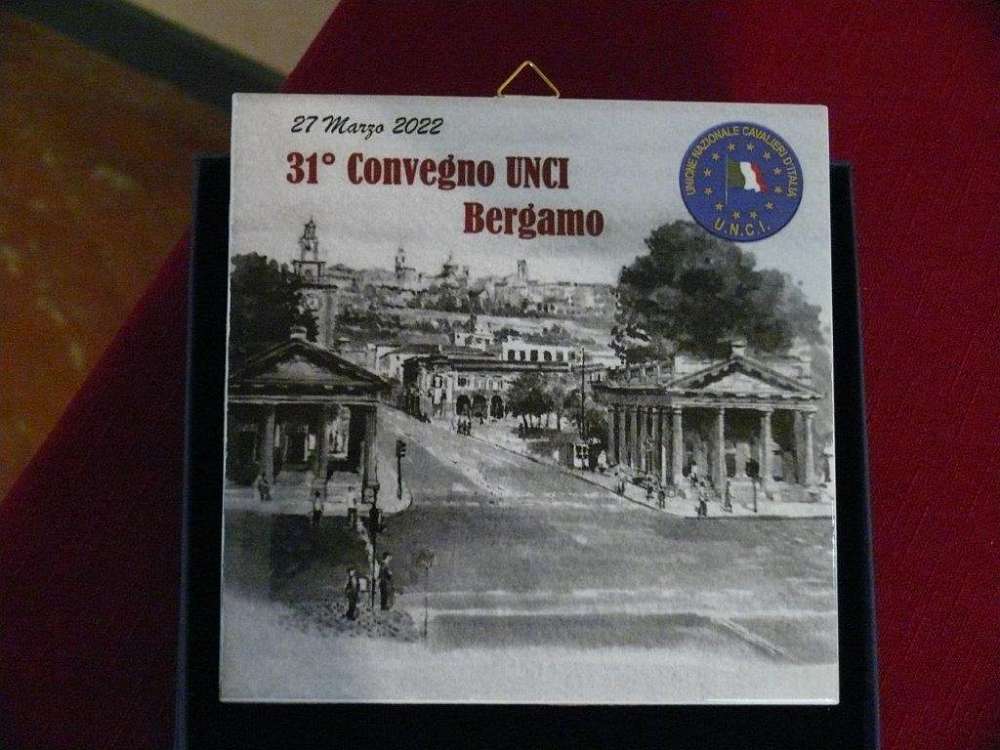 27 Marzo 2022
31° Convegno UNCI
Bergamo
UNIONE NAZIONALE CAVALIERI D'ITALIA
U.N.C.I.